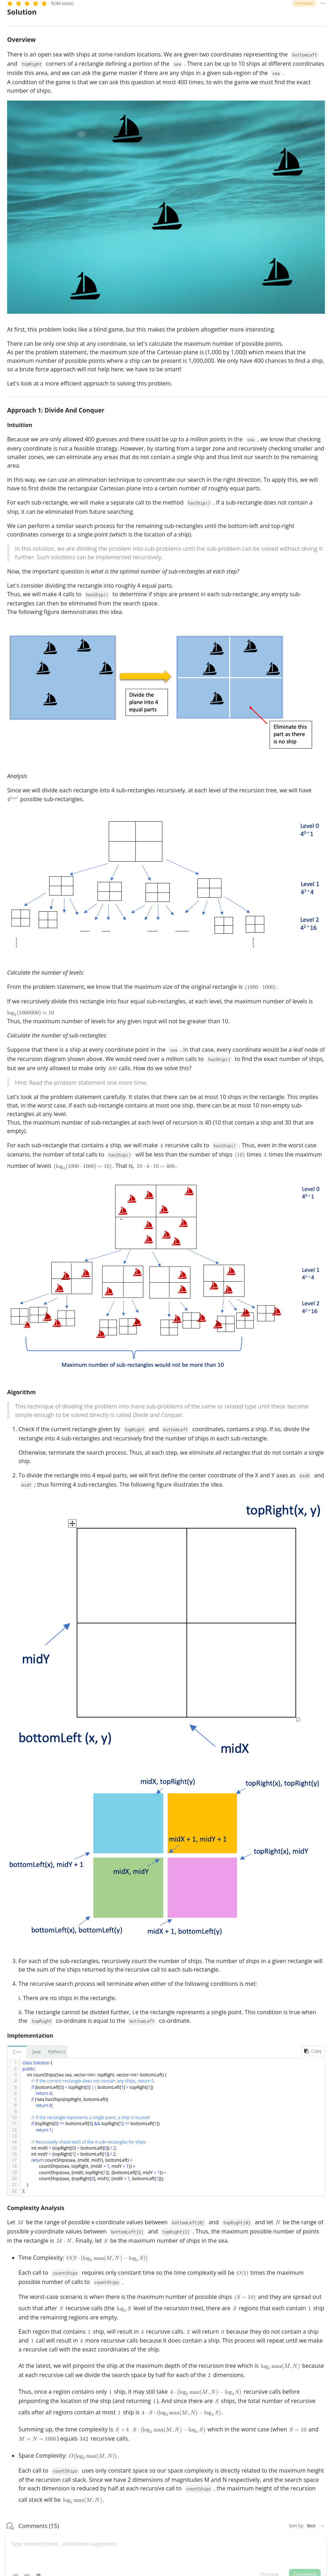 5 (44 votes)
Premium
Solution
Overview
There is an open sea with ships at some random locations. We are given two coordinates representing the bottomLeft
and topRight corners of a rectangle defining a portion of the sea . There can be up to 10 ships at different coordinates
inside this area, and we can ask the game master if there are any ships in a given sub-region of the sea .
A condition of the game is that we can ask this question at most 400 times; to win the game we must find the exact
number of ships.
At first, this problem looks like a blind game, but this makes the problem altogether more interesting.
There can be only one ship at any coordinate, so let's calculate the maximum number of possible points.
As per the problem statement, the maximum size of the Cartesian plane is (1,000 by 1,000) which means that the
maximum number of possible points where a ship can be present is 1,000,000. We only have 400 chances to find a ship,
so a brute force approach will not help here; we have to be smart!
Let's look at a more efficient approach to solving this problem.
Approach 1: Divide And Conquer
Intuition
Because we are only allowed 400 guesses and there could be up to a million points in the sea , we know that checking
every coordinate is not a feasible strategy. However, by starting from a larger zone and recursively checking smaller and
smaller zones, we can eliminate any areas that do not contain a single ship and thus limit our search to the remaining
area.
In this way, we can use an elimination technique to concentrate our search in the right direction. To apply this, we will
have to first divide the rectangular Cartesian plane into a certain number of roughly equal parts.
For each sub-rectangle, we will make a separate call to the method hasShip() . If a sub-rectangle does not contain a
ship, it can be eliminated from future searching.
We can perform a similar search process for the remaining sub-rectangles until the bottom-left and top-right
coordinates converge to a single point (which is the location of a ship).
In this solution, we are dividing the problem into sub-problems until the sub-problem can be solved without diving it
further. Such solutions can be implemented recursively.
Now, the important question is what is the optimal number of sub-rectangles at each step?
Let's consider dividing the rectangle into roughly 4 equal parts.
Thus, we will make 4 calls to hasShip() to determine if ships are present in each sub-rectangle; any empty sub-
rectangles can then be eliminated from the search space.
The following figure demonstrates this idea.
Divide the
plane into 4
equal parts
Eliminate this
part as there
is no ship
Analysis
Since we will divide each rectangle into 4 sub-rectangles recursively, at each level of the recursion tree, we will have
4^level possible sub-rectangles.
Level 0
4^0= 1
Level 1
4^1= 4
Level 2
4^2= 16
Calculate the number of levels:
From the problem statement, we know that the maximum size of the original rectangle is (1000 · 1000).
If we recursively divide this rectangle into four equal sub-rectangles, at each level, the maximum number of levels is
log₄(1000000) ≈ 10
Thus, the maximum number of levels for any given input will not be greater than 10.
Calculate the number of sub-rectangles:
Suppose that there is a ship at every coordinate point in the sea . In that case, every coordinate would be a leaf node of
the recursion diagram shown above. We would need over a million calls to hasShip() to find the exact number of ships,
but we are only allowed to make only 400 calls. How do we solve this?
Hint: Read the problem statement one more time.
Let's look at the problem statement carefully. It states that there can be at most 10 ships in the rectangle. This implies
that, in the worst case, if each sub-rectangle contains at most one ship, there can be at most 10 non-empty sub-
rectangles at any level.
Thus, the maximum number of sub-rectangles at each level of recursion is 40 (10 that contain a ship and 30 that are
empty).
For each sub-rectangle that contains a ship, we will make 4 recursive calls to hasShip() . Thus, even in the worst case
scenario, the number of total calls to hasShip() will be less than the number of ships (10) times 4 times the maximum
number of levels (log₄(1000 · 1000) = 10). That is, 10 · 4 · 10 = 400.
Level 0
4^0= 1
Level 1
4^1= 4
Level 2
4^2= 16
Maximum number of sub-rectangles would not be more than 10
Algorithm
This technique of dividing the problem into more sub-problems of the same or related type until these become
simple enough to be solved directly is called Divide and Conquer.
1. Check if the current rectangle given by topRight and bottomLeft coordinates, contains a ship. If so, divide the
rectangle into 4 sub-rectangles and recursively find the number of ships in each sub-rectangle.
Otherwise, terminate the search process. Thus, at each step, we eliminate all rectangles that do not contain a single
ship.
2. To divide the rectangle into 4 equal parts, we will first define the center coordinate of the X and Y axes as midX and
midY ; thus forming 4 sub-rectangles. The following figure illustrates the idea.
topRight(x, y)
midY
bottomLeft (x, y)
midX
midX, topRight(y)
topRight(x), topRight(y)
midX + 1, midY + 1
topRight(x), midY
bottomLeft(x), midY + 1
midX, midY
bottomLeft(x), bottomLeft(y)
midX + 1, bottomLeft(y)
3. For each of the sub-rectangles, recursively count the number of ships. The number of ships in a given rectangle will
be the sum of the ships returned by the recursive call to each sub-rectangle.
4. The recursive search process will terminate when either of the following conditions is met:
i. There are no ships in the rectangle.
ii. The rectangle cannot be divided further, i.e the rectangle represents a single point. This condition is true when
the topRight co-ordinate is equal to the bottomLeft co-ordinate.
Implementation
C++ Java Python3
Copy
1 class Solution {
2 public:
3 int countShips(Sea sea, vector<int> topRight, vector<int> bottomLeft) {
4 // If the current rectangle does not contain any ships, return 0.
5 if (bottomLeft[0] > topRight[0] || bottomLeft[1] > topRight[1])
6 return 0;
7 if (!sea.hasShips(topRight, bottomLeft))
8 return 0;
9
10 // If the rectangle represents a single point, a ship is located
11 if (topRight[0] == bottomLeft[0] && topRight[1] == bottomLeft[1])
12 return 1;
13
14 // Recursively check each of the 4 sub-rectangles for ships
15 int midX = (topRight[0] + bottomLeft[0]) / 2;
16 int midY = (topRight[1] + bottomLeft[1]) / 2;
17 return countShips(sea, {midX, midY}, bottomLeft) +
18 countShips(sea, topRight, {midX + 1, midY + 1}) +
19 countShips(sea, {midX, topRight[1]}, {bottomLeft[0], midY + 1}) +
20 countShips(sea, {topRight[0], midY}, {midX + 1, bottomLeft[1]});
21 }
22 };
Complexity Analysis
Let M be the range of possible x-coordinate values between bottomLeft[0] and topRight[0] and let N be the range of
possible y-coordinate values between bottomLeft[1] and topRight[1] . Thus, the maximum possible number of points
in the rectangle is M · N. Finally, let S be the maximum number of ships in the sea.
• Time Complexity: O(S · (log₂ max(M, N) − log₄ S))
Each call to countShips requires only constant time so the time complexity will be O(1) times the maximum
possible number of calls to countShips .
The worst-case scenario is when there is the maximum number of possible ships (S = 10) and they are spread out
such that after S recursive calls (the log₄ S level of the recursion tree), there are S regions that each contain 1 ship
and the remaining regions are empty.
Each region that contains 1 ship, will result in 4 recursive calls. 3 will return 0 because they do not contain a ship
and 1 call will result in 4 more recursive calls because it does contain a ship. This process will repeat until we make
a recursive call with the exact coordinates of the ship.
At the latest, we will pinpoint the ship at the maximum depth of the recursion tree which is log₂ max(M, N) because
at each recursive call we divide the search space by half for each of the 2 dimensions.
Thus, once a region contains only 1 ship, it may still take 4 · (log₂ max(M, N) − log₄ S) recursive calls before
pinpointing the location of the ship (and returning 1). Because there are S ships, the total number of recursive
calls after all regions contain at most 1 ship is 4 · S · (log₂ max(M, N) − log₄ S).
Summing up, the time complexity is S + 4 · S · (log₂ max(M, N) − log₄ S) which in the worst case (when S = 10 and
M = N = 1000) equals 342 recursive calls.
• Space Complexity: O(log₂ max(M, N)).
Each call to countShips uses only constant space so our space complexity is directly related to the maximum height
of the recursion call stack. Since we have 2 dimensions of magnitudes M and N respectively, and the search space
for each dimension is reduced by half at each recursive call to countShips , the maximum height of the recursion
call stack will be log₂ max(M, N).
Comments (15)
Sort by: Best
Type comment here... (Markdown supported)
Preview
Comment